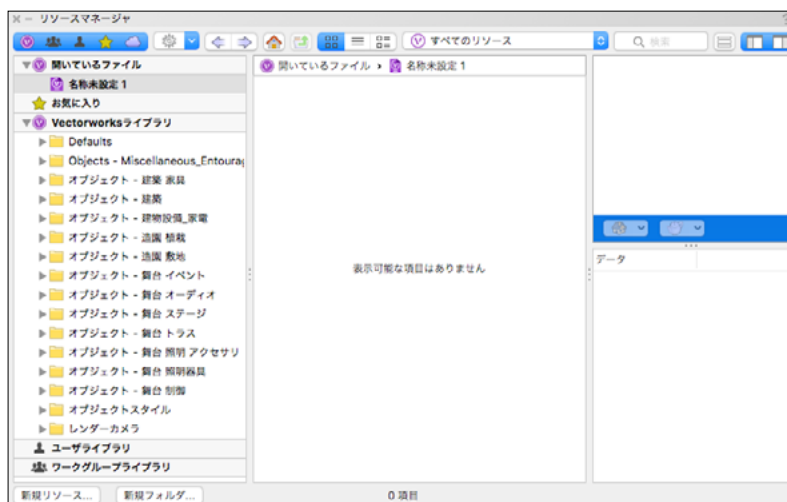 リソースマネージャ
すべてのリソース
検索
開いているファイル
名称未設定 1
お気に入り
Vectorworksライブラリ
Defaults
Objects - Miscellaneous_Entourag
オブジェクト - 建築 家具
オブジェクト - 建築
オブジェクト - 建物設備_家電
オブジェクト - 造園 植栽
オブジェクト - 造園 敷地
オブジェクト - 舞台 イベント
オブジェクト - 舞台 オーディオ
オブジェクト - 舞台 ステージ
オブジェクト - 舞台 トラス
オブジェクト - 舞台 照明 アクセサリ
オブジェクト - 舞台 照明器具
オブジェクト - 舞台 制御
オブジェクトスタイル
レンダーカメラ
ユーザライブラリ
ワークグループライブラリ
新規リソース...
新規フォルダ...
開いているファイル › 名称未設定 1
表示可能な項目はありません
0 項目
データ